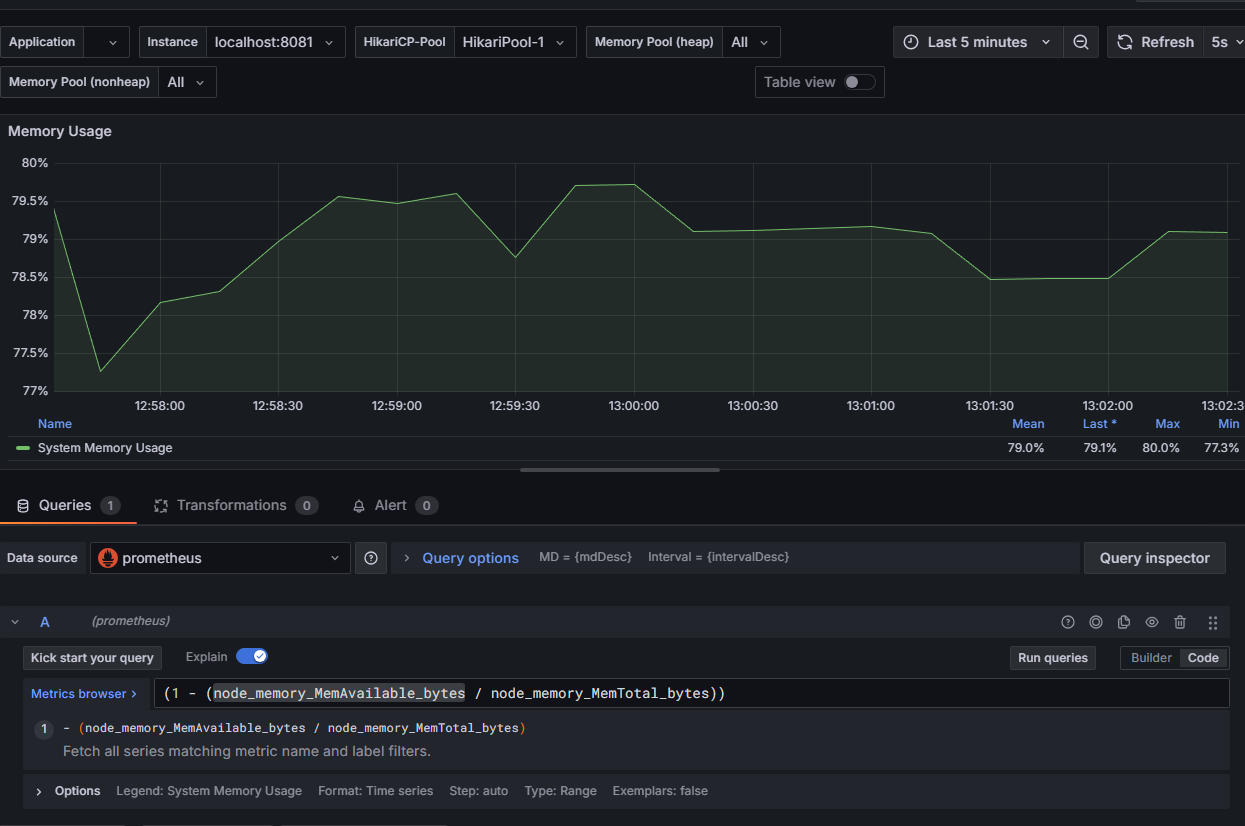 Application Instance localhost:8081 HikariCP-Pool HikariPool-1 Memory Pool (heap) All Last 5 minutes Refresh 5s
Memory Pool (nonheap) All Table view
Memory Usage
80%
79.5%
79%
78.5%
78%
77.5%
77%
12:58:00 12:58:30 12:59:00 12:59:30 13:00:00 13:00:30 13:01:00 13:01:30 13:02:00 13:02:3
Name Mean Last * Max Min
System Memory Usage 79.0% 79.1% 80.0% 77.3%
Queries 1 Transformations 0 Alert 0
Data source prometheus Query options MD = {mdDesc} Interval = {intervalDesc} Query inspector
A (prometheus)
Kick start your query Explain Run queries Builder Code
Metrics browser > (1 - (node_memory_MemAvailable_bytes / node_memory_MemTotal_bytes))
1 - (node_memory_MemAvailable_bytes / node_memory_MemTotal_bytes)
Fetch all series matching metric name and label filters.
Options Legend: System Memory Usage Format: Time series Step: auto Type: Range Exemplars: false